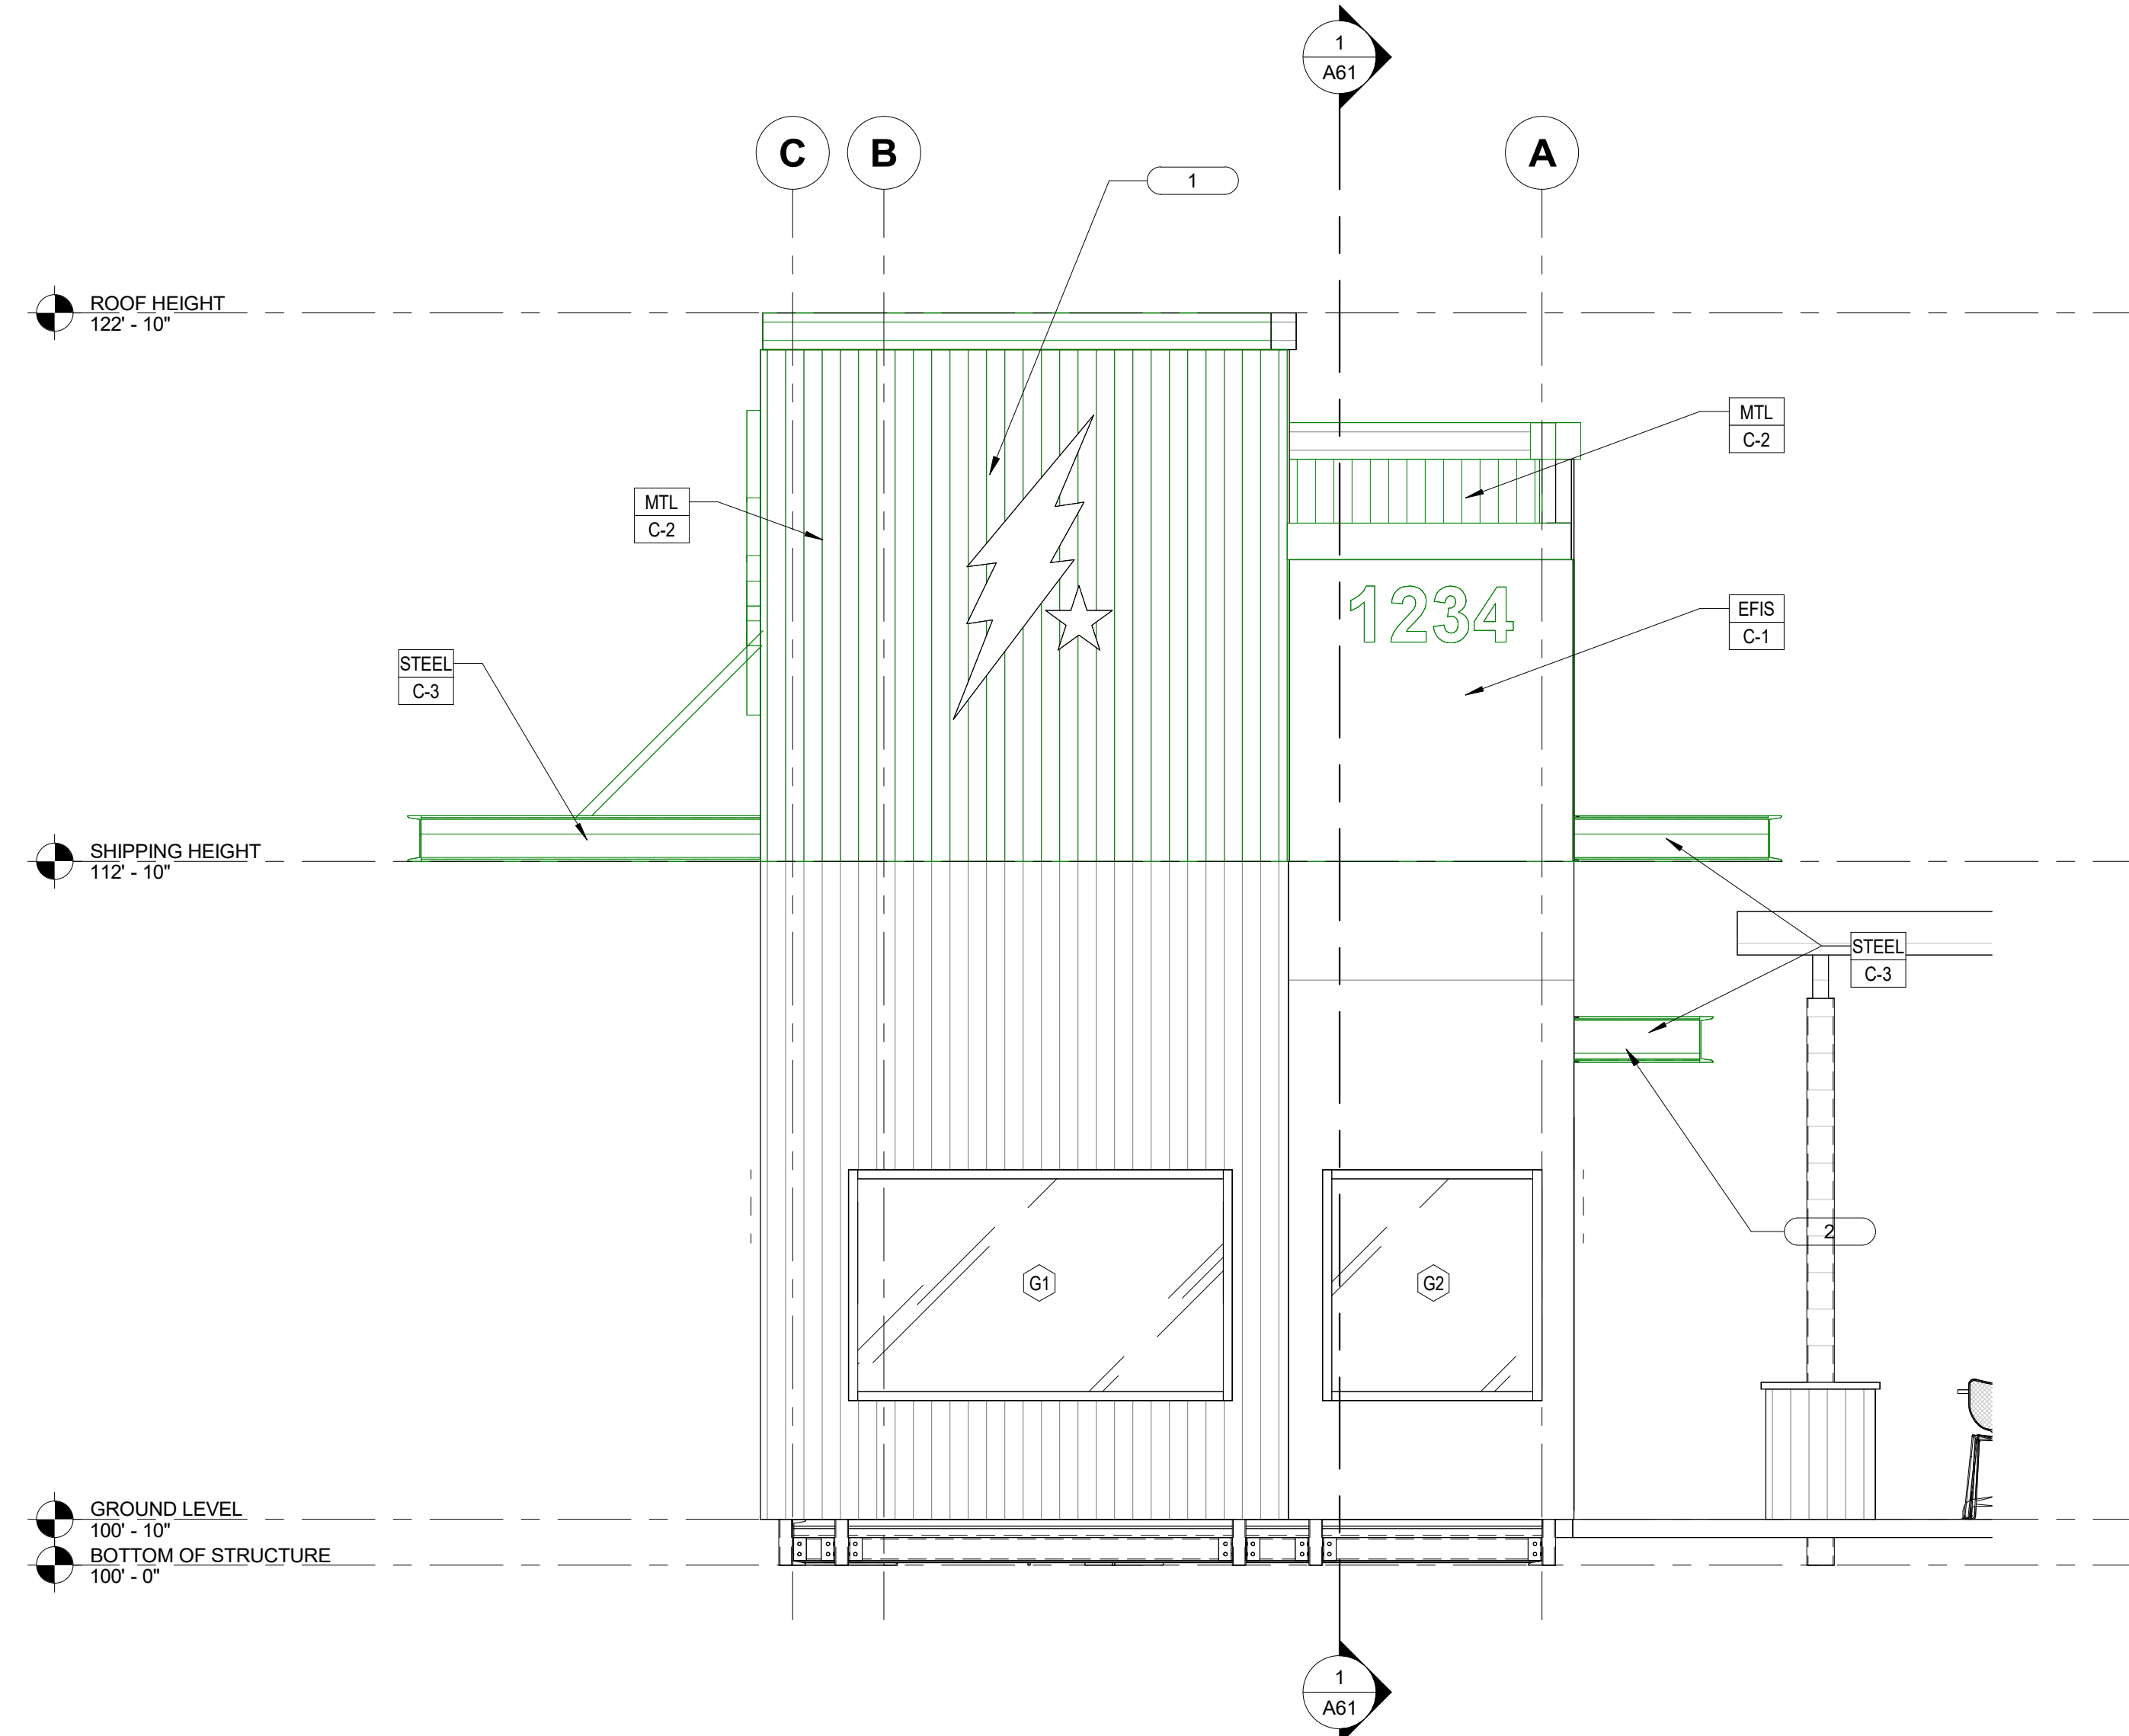 1
A61
C
B
A
1
ROOF HEIGHT
122' - 10"
MTL
C-2
MTL
C-2
1234
EFIS
C-1
STEEL
C-3
SHIPPING HEIGHT
112' - 10"
STEEL
C-3
2
G1
G2
GROUND LEVEL
100' - 10"
BOTTOM OF STRUCTURE
100' - 0"
1
A61